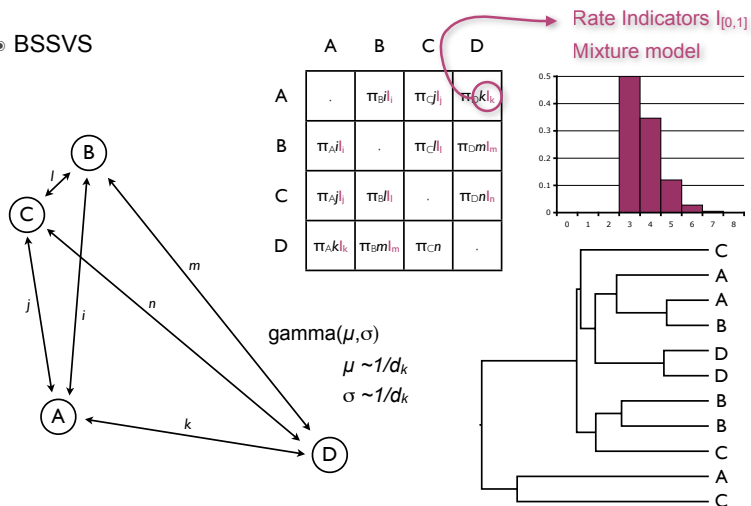 BSSVS
Rate Indicators I[0,1]
Mixture model
A B C D
A . πBiIi πCjIj πDkIk
B πAiIi . πClIl πDmIm
C πAjIj πBlIl . πDnIn
D πAkIk πBmIm πCn .
0.5
0.4
0.3
0.2
0.1
0
0 1 2 3 4 5 6 7 8
B
l
C
m
n
j
i
A
k
D
gamma(μ,σ)
μ ~1/dk
σ ~1/dk
C
A
A
B
D
D
B
B
C
A
C